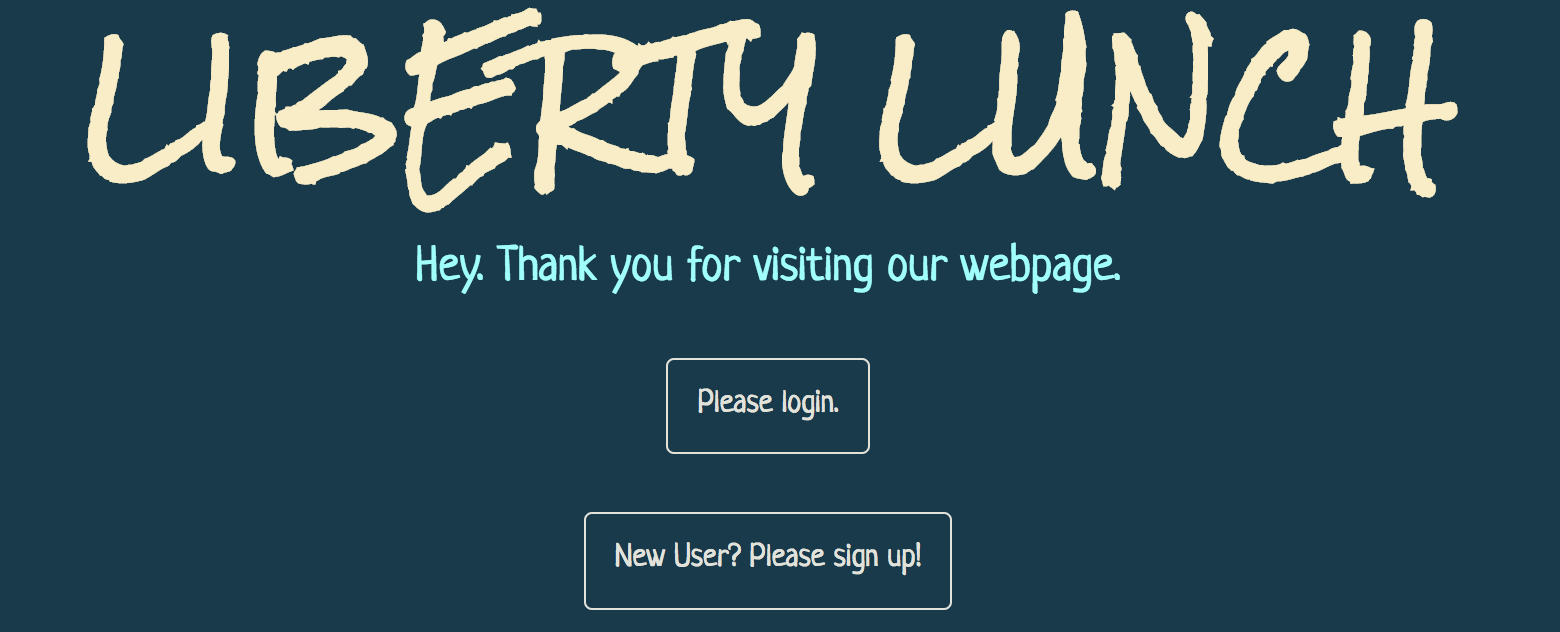 LIBERTY LUNCH
Hey. Thank you for visiting our webpage.
Please login.
New User? Please sign up!